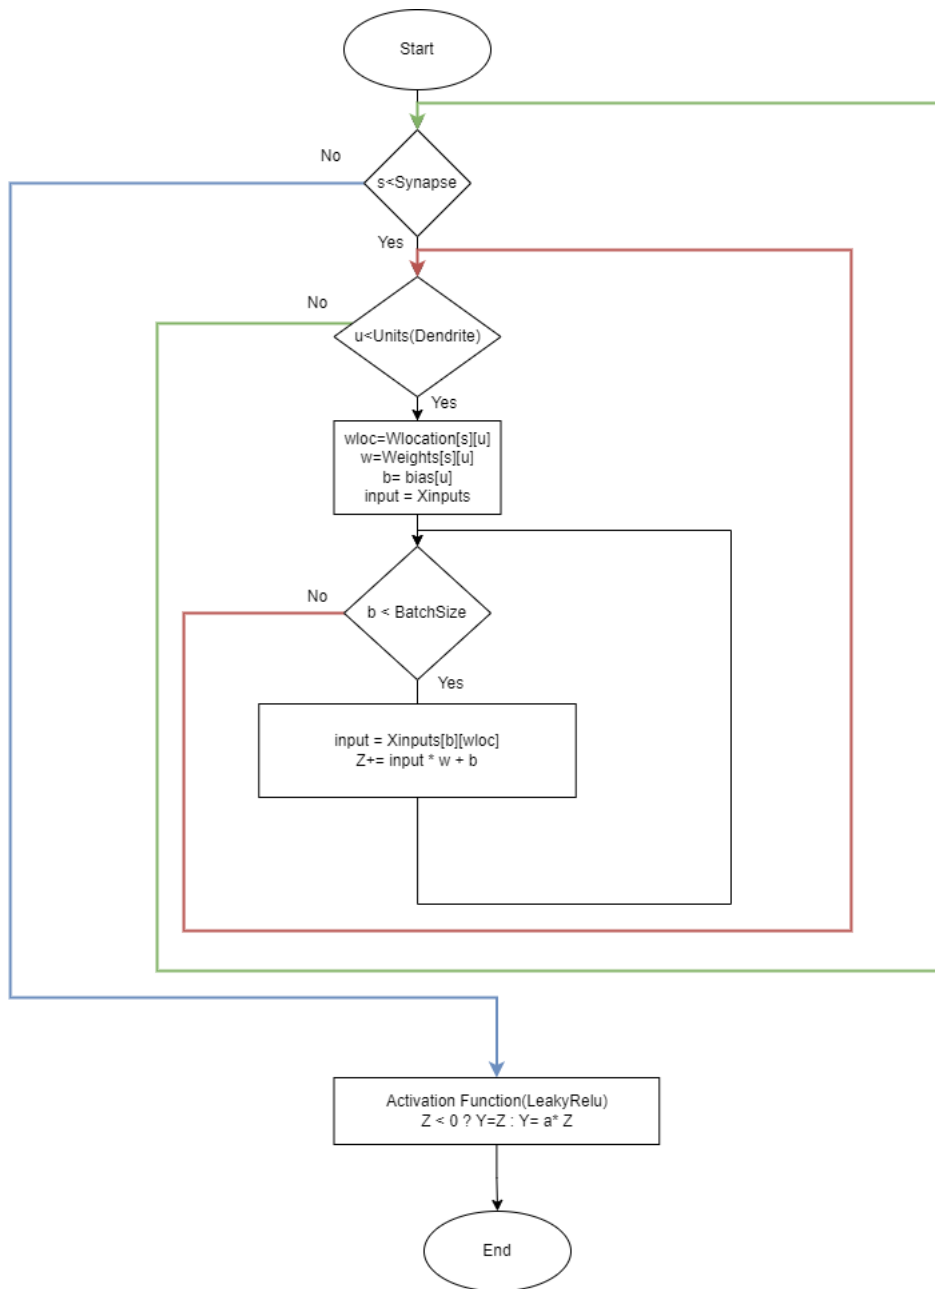 Start
No
s<Synapse
Yes
No
u<Units(Dendrite)
Yes
wloc=Wlocation[s][u]
w=Weights[s][u]
b= bias[u]
input = Xinputs
No
b < BatchSize
Yes
input = Xinputs[b][wloc]
Z+= input * w + b
Activation Function(LeakyRelu)
Z < 0 ? Y=Z : Y= a* Z
End